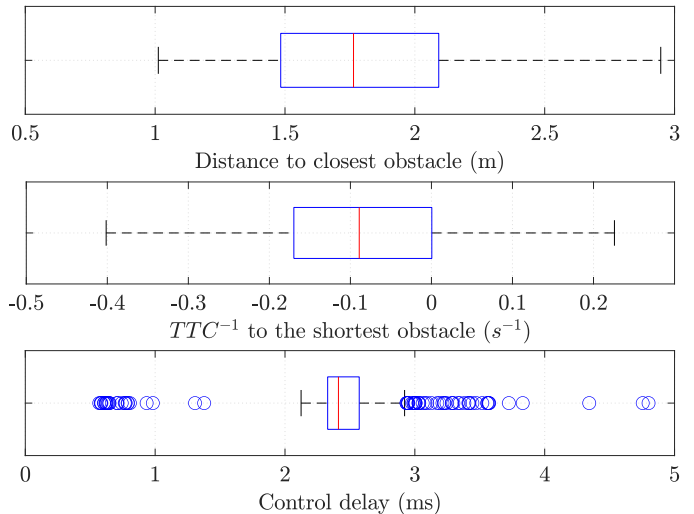 0.5 1 1.5 2 2.5 3
Distance to closest obstacle (m)
-0.5 -0.4 -0.3 -0.2 -0.1 0 0.1 0.2
TTC⁻¹ to the shortest obstacle (s⁻¹)
0 1 2 3 4 5
Control delay (ms)